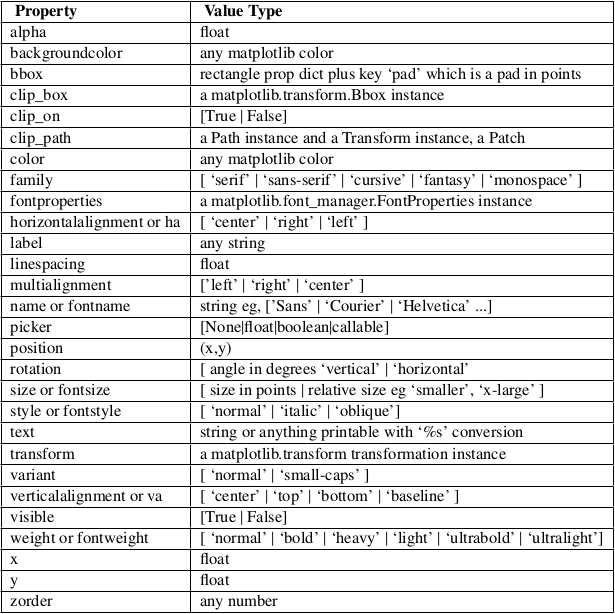 Property Value Type
alpha float
backgroundcolor any matplotlib color
bbox rectangle prop dict plus key ‘pad’ which is a pad in points
clip_box a matplotlib.transform.Bbox instance
clip_on [True | False]
clip_path a Path instance and a Transform instance, a Patch
color any matplotlib color
family [ ‘serif’ | ‘sans-serif’ | ‘cursive’ | ‘fantasy’ | ‘monospace’ ]
fontproperties a matplotlib.font_manager.FontProperties instance
horizontalalignment or ha [ ‘center’ | ‘right’ | ‘left’ ]
label any string
linespacing float
multialignment [’left’ | ‘right’ | ‘center’ ]
name or fontname string eg, [’Sans’ | ‘Courier’ | ‘Helvetica’ ...]
picker [None|float|boolean|callable]
position (x,y)
rotation [ angle in degrees ‘vertical’ | ‘horizontal’
size or fontsize [ size in points | relative size eg ‘smaller’, ‘x-large’ ]
style or fontstyle [ ‘normal’ | ‘italic’ | ‘oblique’]
text string or anything printable with ‘%s’ conversion
transform a matplotlib.transform transformation instance
variant [ ‘normal’ | ‘small-caps’ ]
verticalalignment or va [ ‘center’ | ‘top’ | ‘bottom’ | ‘baseline’ ]
visible [True | False]
weight or fontweight [ ‘normal’ | ‘bold’ | ‘heavy’ | ‘light’ | ‘ultrabold’ | ‘ultralight’]
x float
y float
zorder any number